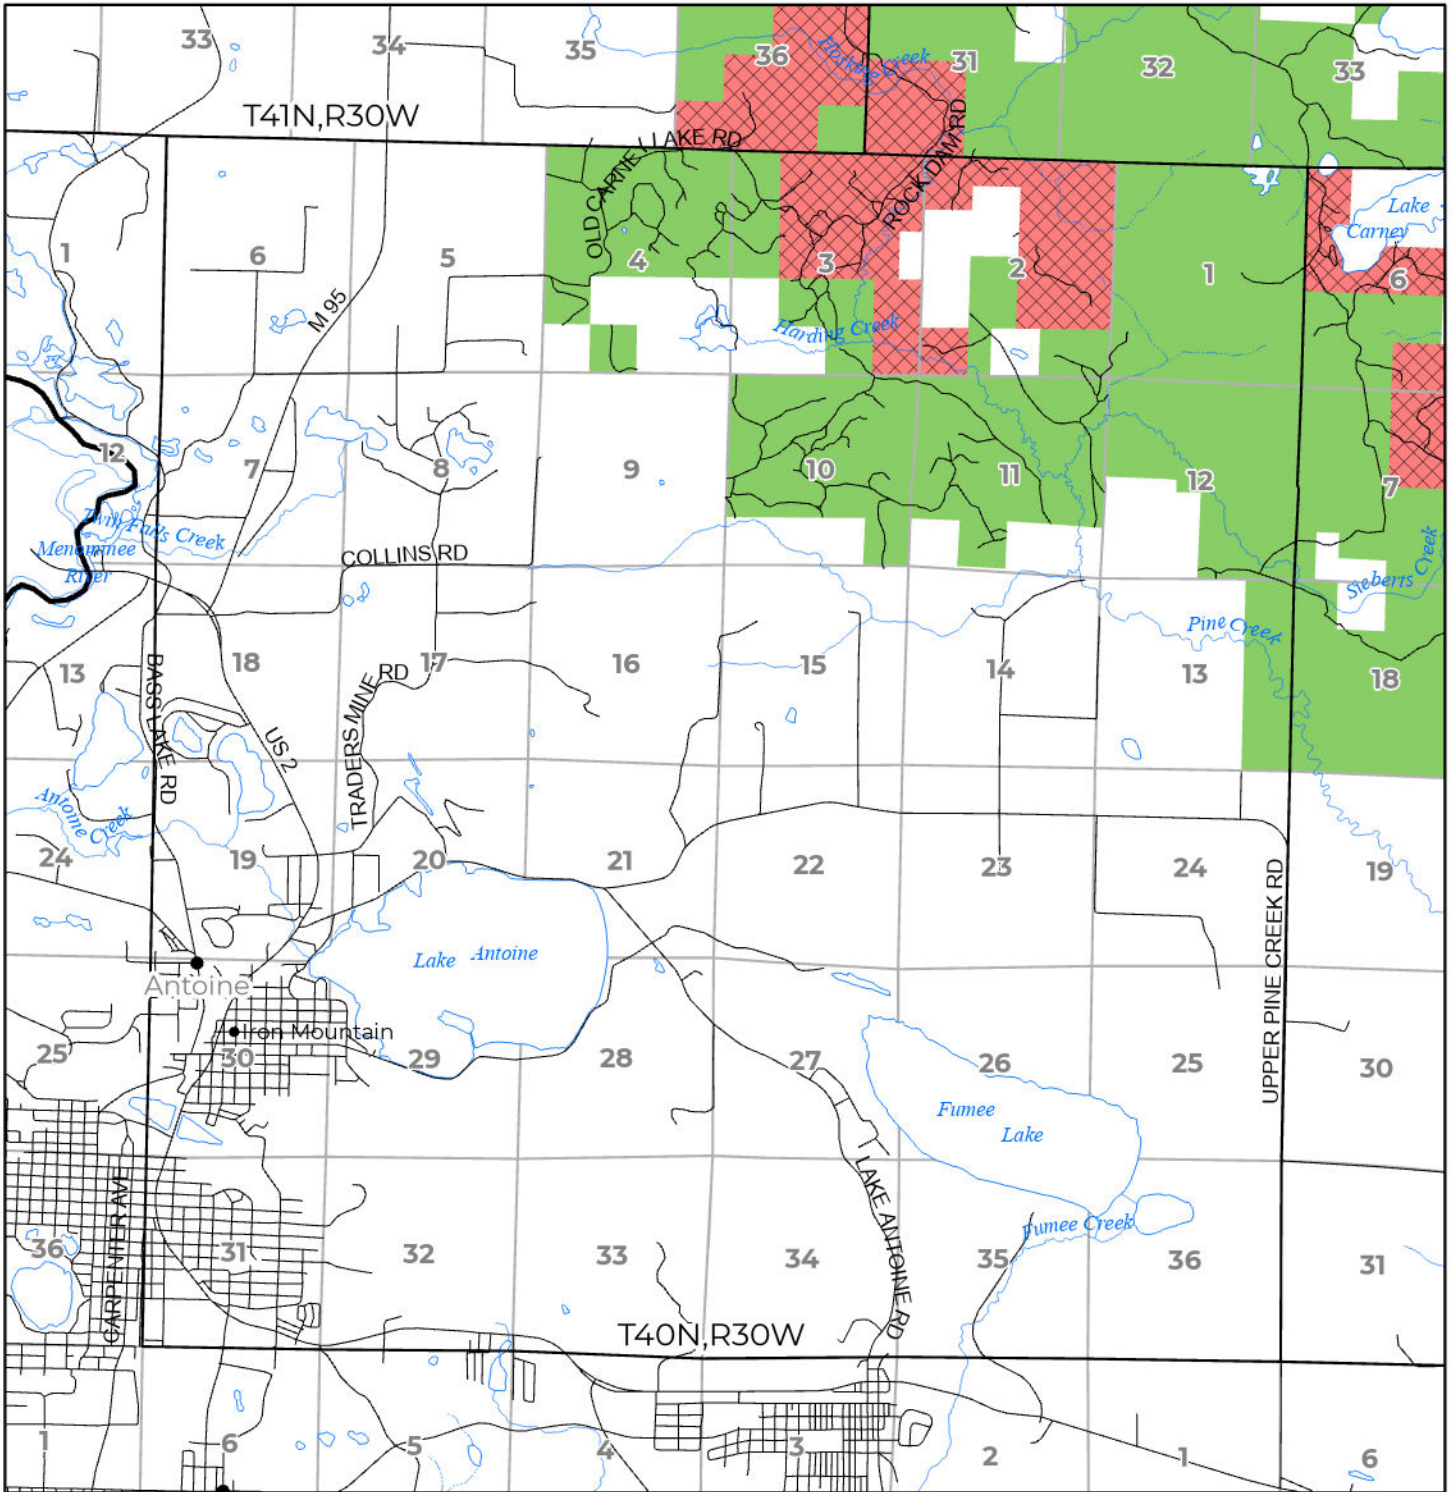 33
34
35
36
31
32
33
Horking Creek
T41N,R30W
OLD CARNEY LAKE RD
ROCK DAM RD
Lake
Carney
1
6
5
4
3
2
1
6
M 95
Harding Creek
12
7
8
9
10
11
12
7
Twin Falls Creek
Menominee
River
COLLINS RD
Sieberts Creek
Pine Creek
13
18
17
16
15
14
13
18
BASS LAKE RD
US 2
TRADERS MINE RD
Antoine Creek
24
19
20
21
22
23
24
19
UPPER PINE CREEK RD
Lake Antoine
Antoine
Iron Mountain
25
30
29
28
27
26
25
30
Fumee
Lake
CARPENTER AVE
LAKE ANTOINE RD
Fumee Creek
36
31
32
33
34
35
36
31
T40N,R30W
1
6
5
4
3
2
1
6